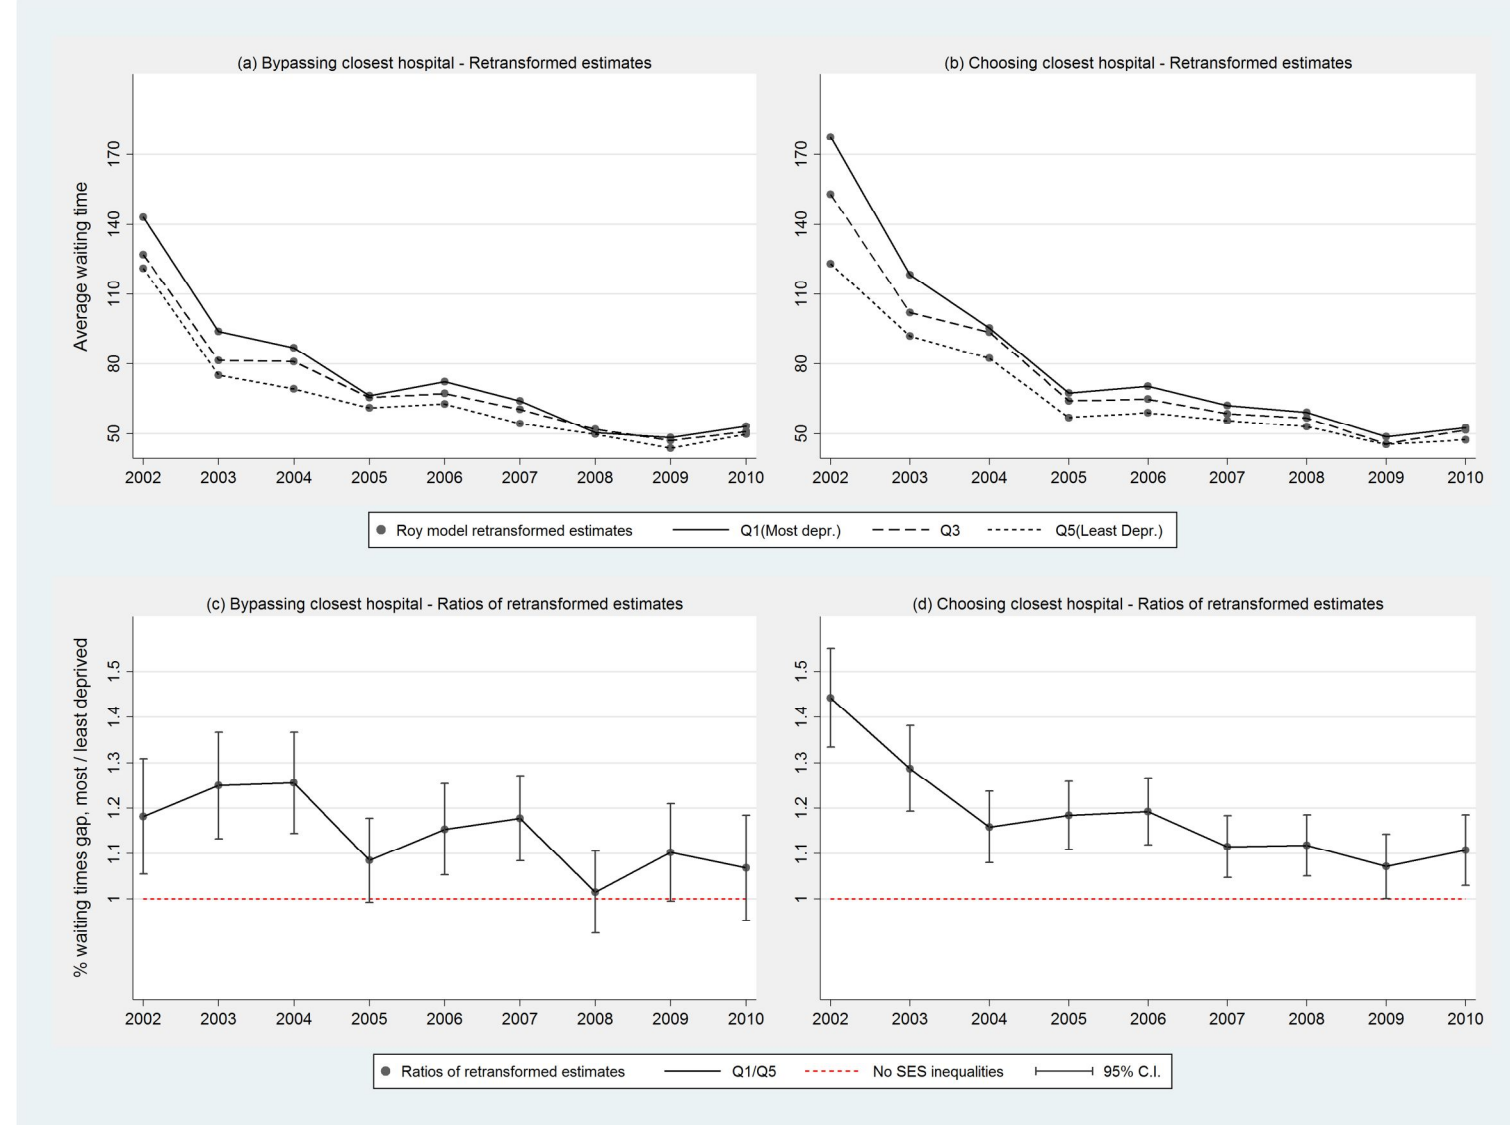 (a) Bypassing closest hospital - Retransformed estimates
Average waiting time
170
140
110
80
50
2002 2003 2004 2005 2006 2007 2008 2009 2010
(b) Choosing closest hospital - Retransformed estimates
170
140
110
80
50
2002 2003 2004 2005 2006 2007 2008 2009 2010
Roy model retransformed estimates Q1(Most depr.) Q3 Q5(Least Depr.)
(c) Bypassing closest hospital - Ratios of retransformed estimates
% waiting times gap, most / least deprived
1.5
1.4
1.3
1.2
1.1
1
2002 2003 2004 2005 2006 2007 2008 2009 2010
(d) Choosing closest hospital - Ratios of retransformed estimates
1.5
1.4
1.3
1.2
1.1
1
2002 2003 2004 2005 2006 2007 2008 2009 2010
Ratios of retransformed estimates Q1/Q5 No SES inequalities 95% C.I.